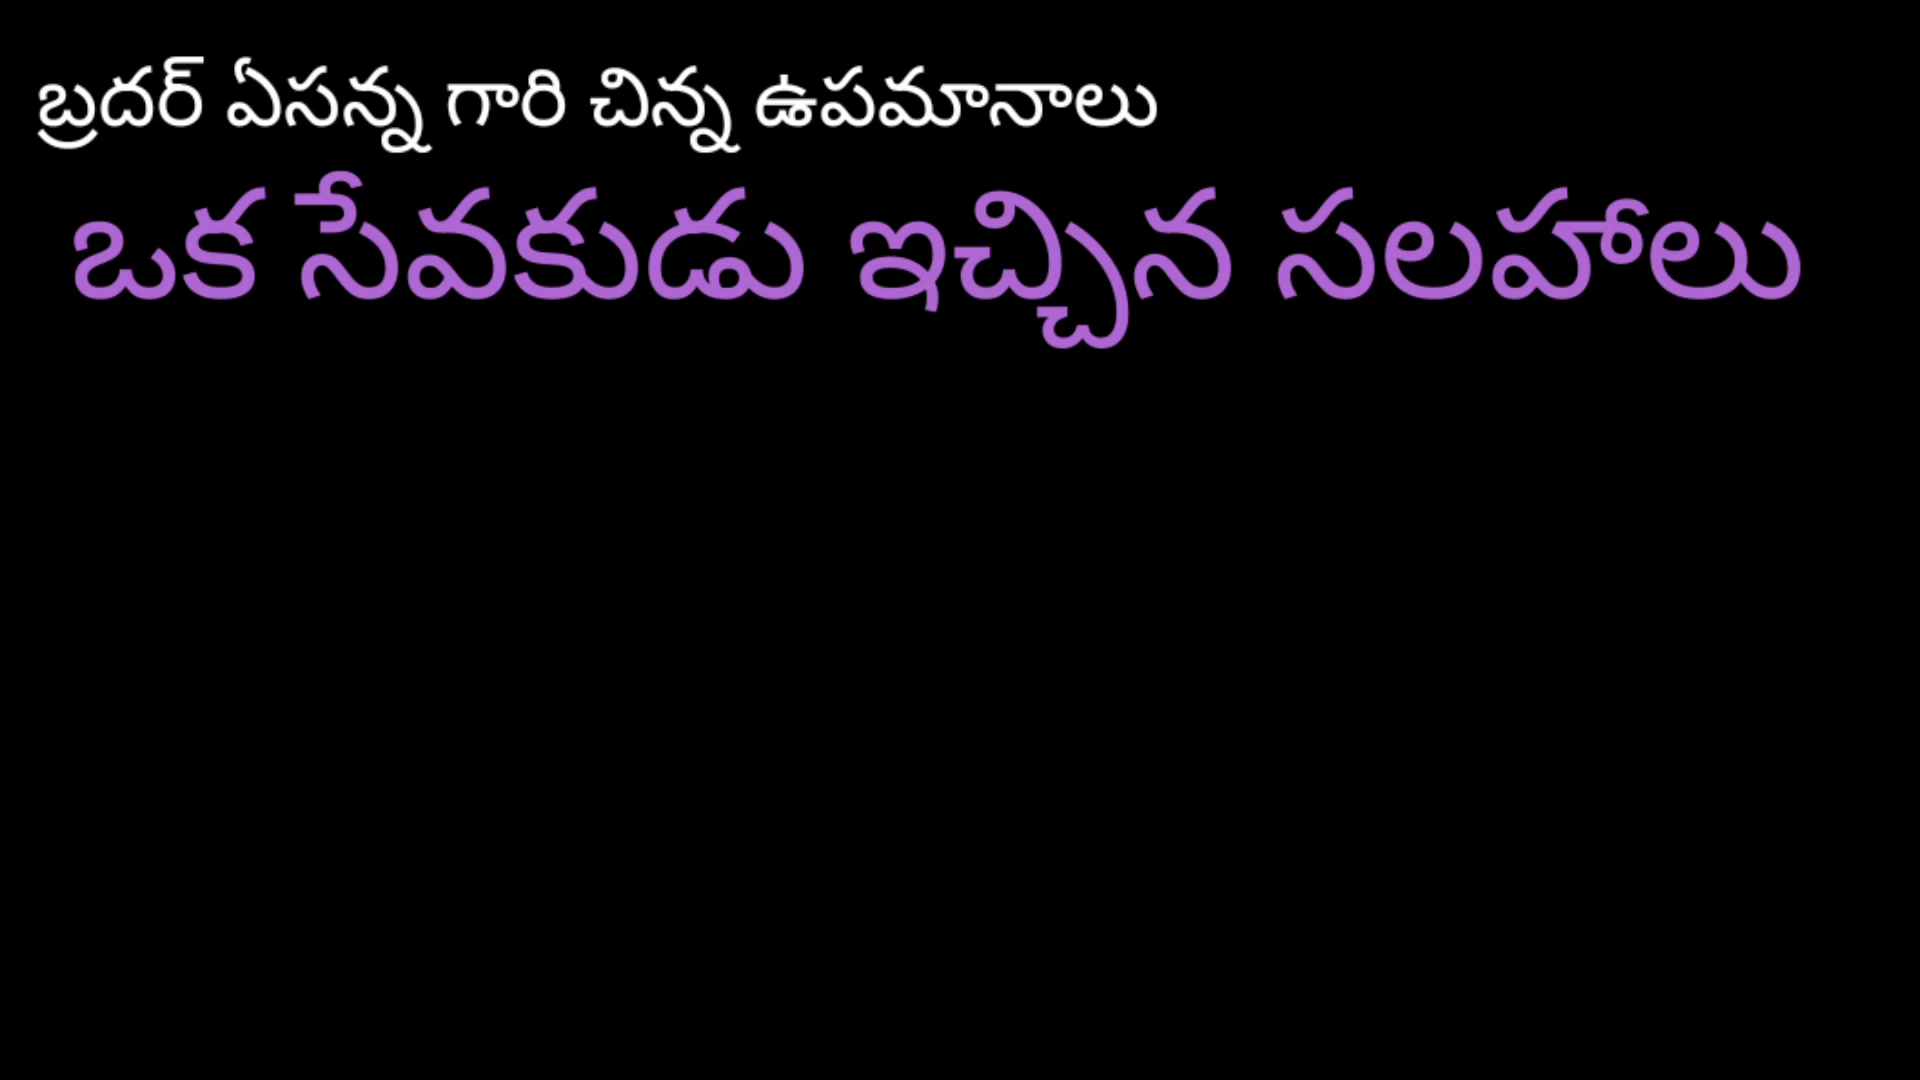 బ్రదర్ ఏసన్న గారి చిన్న ఉపమానాలు
ఒక సేవకుడు ఇచ్చిన సలహాలు